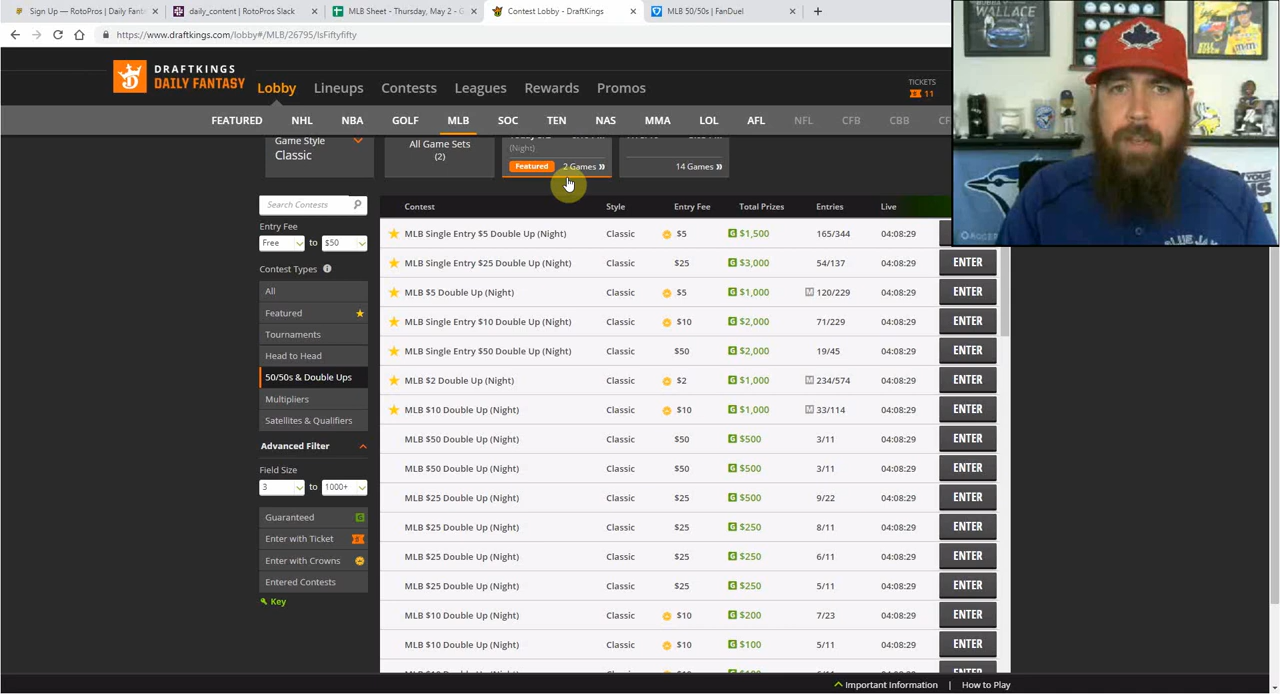 Sign Up — RotoPros | Daily Fant
daily_content | RotoPros Slack
MLB Sheet - Thursday, May 2 - G
Contest Lobby - DraftKings
MLB 50/50s | FanDuel
https://www.draftkings.com/lobby#/MLB/26795/IsFiftyfifty
DRAFTKINGS
DAILY FANTASY
Lobby Lineups Contests Leagues Rewards Promos
TICKETS
11
FEATURED NHL NBA GOLF MLB SOC TEN NAS MMA LOL AFL NFL CFB CBB
Game Style
Classic
All Game Sets
(2)
(Night)
Featured 2 Games »
14 Games »
Search Contests
Entry Fee
Free to $50
Contest Types
All
Featured
Tournaments
Head to Head
50/50s & Double Ups
Multipliers
Satellites & Qualifiers
Advanced Filter
Field Size
3 to 1000+
Guaranteed G
Enter with Ticket
Enter with Crowns
Entered Contests
Key
Contest Style Entry Fee Total Prizes Entries Live
MLB Single Entry $5 Double Up (Night) Classic $5 G $1,500 165/344 04:08:29
MLB Single Entry $25 Double Up (Night) Classic $25 G $3,000 54/137 04:08:29 ENTER
MLB $5 Double Up (Night) Classic $5 G $1,000 M 120/229 04:08:29 ENTER
MLB Single Entry $10 Double Up (Night) Classic $10 G $2,000 71/229 04:08:29 ENTER
MLB Single Entry $50 Double Up (Night) Classic $50 G $2,000 19/45 04:08:29 ENTER
MLB $2 Double Up (Night) Classic $2 G $1,000 M 234/574 04:08:29 ENTER
MLB $10 Double Up (Night) Classic $10 G $1,000 M 33/114 04:08:29 ENTER
MLB $50 Double Up (Night) Classic $50 G $500 3/11 04:08:29 ENTER
MLB $50 Double Up (Night) Classic $50 G $500 3/11 04:08:29 ENTER
MLB $25 Double Up (Night) Classic $25 G $500 9/22 04:08:29 ENTER
MLB $25 Double Up (Night) Classic $25 G $250 8/11 04:08:29 ENTER
MLB $25 Double Up (Night) Classic $25 G $250 6/11 04:08:29 ENTER
MLB $25 Double Up (Night) Classic $25 G $250 5/11 04:08:29 ENTER
MLB $10 Double Up (Night) Classic $10 G $200 7/23 04:08:29 ENTER
MLB $10 Double Up (Night) Classic $10 G $100 5/11 04:08:29 ENTER
Important Information | How to Play
WALLACE
KYLE
BUSCH